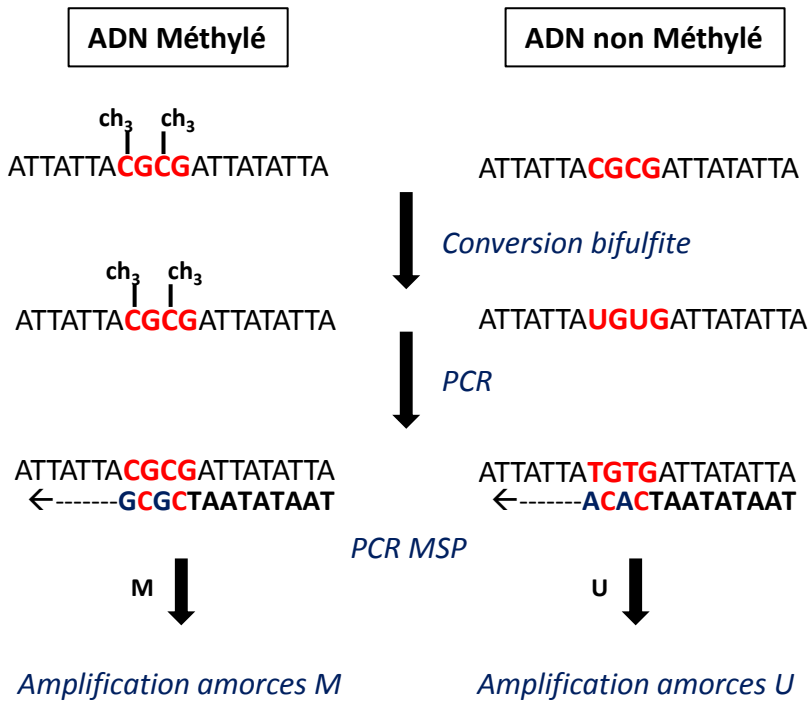 ADN Méthylé
ADN non Méthylé
ch3 ch3
ATTATTACGCGATTATATTA
ATTATTACGCGATTATATTA
Conversion bifulfite
ch3 ch3
ATTATTACGCGATTATATTA
ATTATTAUGUGATTATATTA
PCR
ATTATTACGCGATTATATTA
←-------GCGCTAATATAAT
ATTATTATGTGATTATATTA
←-------ACACTAATATAAT
PCR MSP
M
U
Amplification amorces M
Amplification amorces U